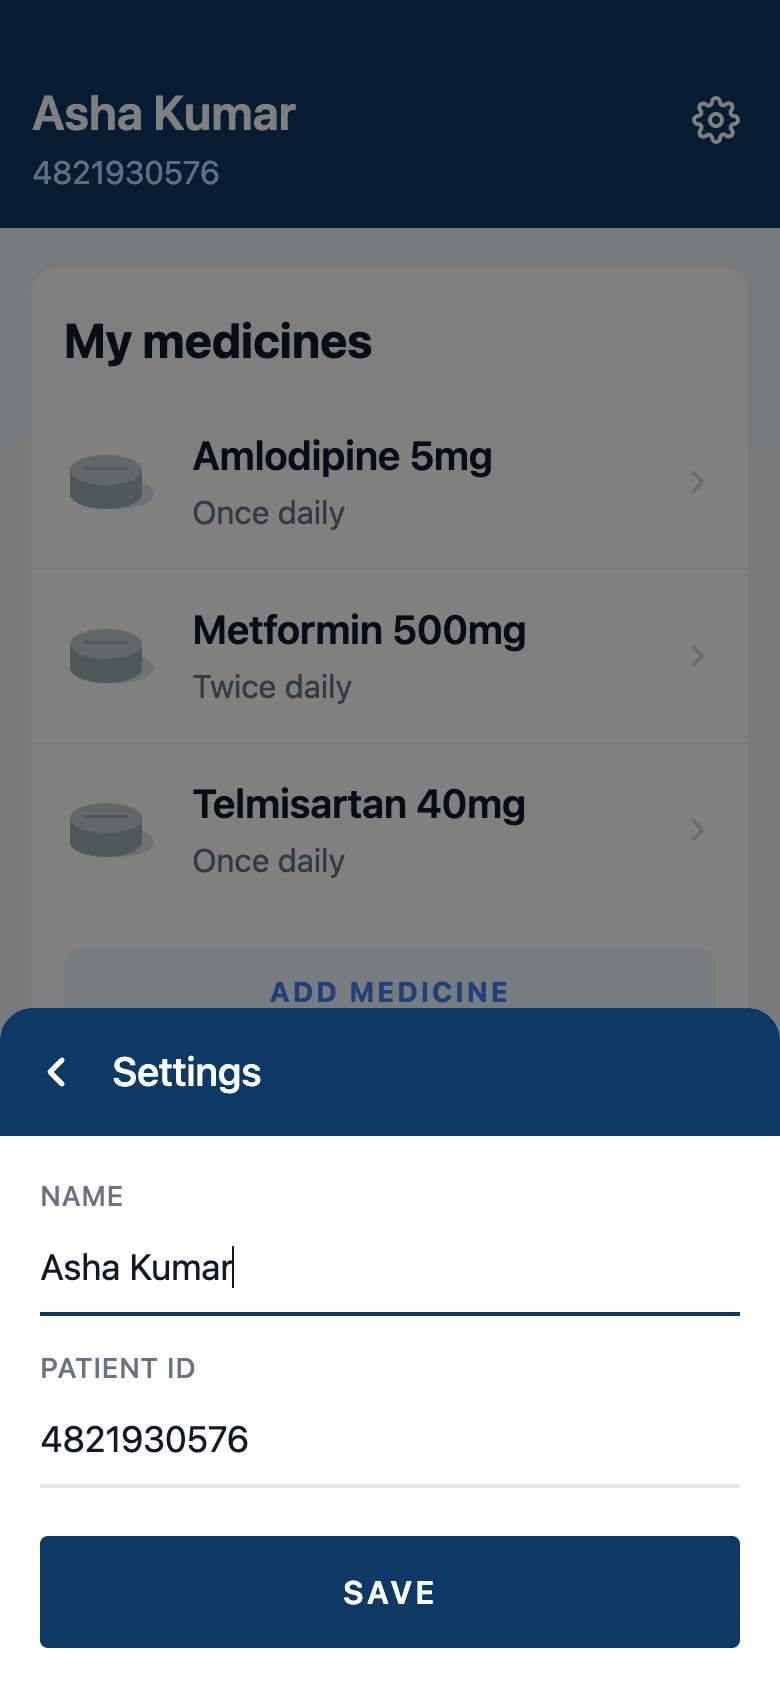 Asha Kumar
4821930576
My medicines
Amlodipine 5mg
Once daily
Metformin 500mg
Twice daily
Telmisartan 40mg
Once daily
ADD MEDICINE
Settings
NAME
Asha Kumar
PATIENT ID
4821930576
SAVE